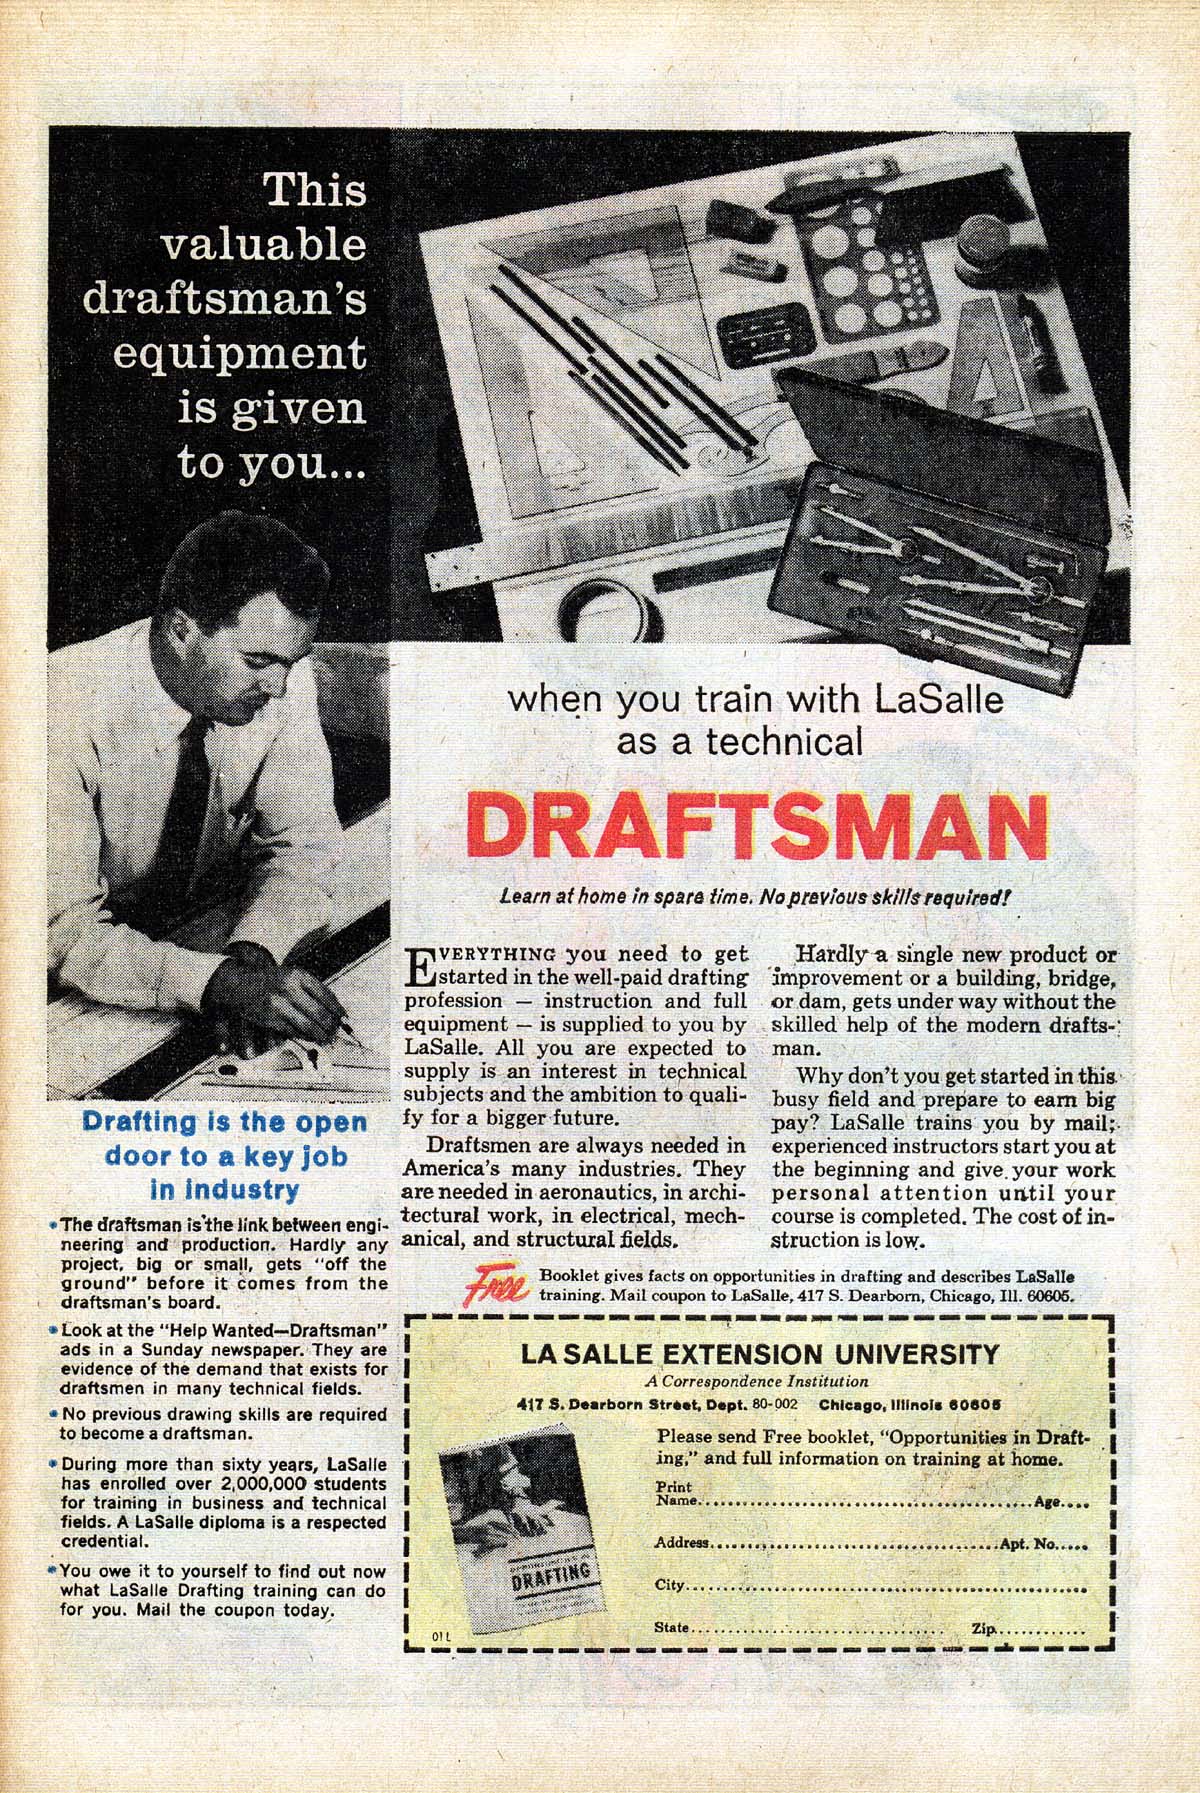 This
valuable
draftsman's
equipment
is given
to you...
when you train with LaSalle
as a technical
DRAFTSMAN
Learn at home in spare time. No previous skills required!
Drafting is the open
door to a key job
in industry
• The draftsman is the link between engi-
neering and production. Hardly any
project, big or small, gets "off the
ground" before it comes from the
draftsman's board.
• Look at the "Help Wanted—Draftsman"
ads in a Sunday newspaper. They are
evidence of the demand that exists for
draftsmen in many technical fields.
• No previous drawing skills are required
to become a draftsman.
• During more than sixty years, LaSalle
has enrolled over 2,000,000 students
for training in business and technical
fields. A LaSalle diploma is a respected
credential.
• You owe it to yourself to find out now
what LaSalle Drafting training can do
for you. Mail the coupon today.
EVERYTHING you need to get
started in the well-paid drafting
profession — instruction and full
equipment — is supplied to you by
LaSalle. All you are expected to
supply is an interest in technical
subjects and the ambition to quali-
fy for a bigger future.
Draftsmen are always needed in
America's many industries. They
are needed in aeronautics, in archi-
tectural work, in electrical, mech-
anical, and structural fields.
Hardly a single new product or
improvement or a building, bridge,
or dam, gets under way without the
skilled help of the modern drafts-
man.
Why don't you get started in this
busy field and prepare to earn big
pay? LaSalle trains you by mail;
experienced instructors start you at
the beginning and give your work
personal attention until your
course is completed. The cost of in-
struction is low.
Free Booklet gives facts on opportunities in drafting and describes LaSalle
training. Mail coupon to LaSalle, 417 S. Dearborn, Chicago, Ill. 60605.
LA SALLE EXTENSION UNIVERSITY
A Correspondence Institution
417 S. Dearborn Street, Dept. 80-002 Chicago, Illinois 60605
Please send Free booklet, "Opportunities in Draft-
ing," and full information on training at home.
Print
Name Age
Address Apt. No.
City
State Zip
DRAFTING
01 L